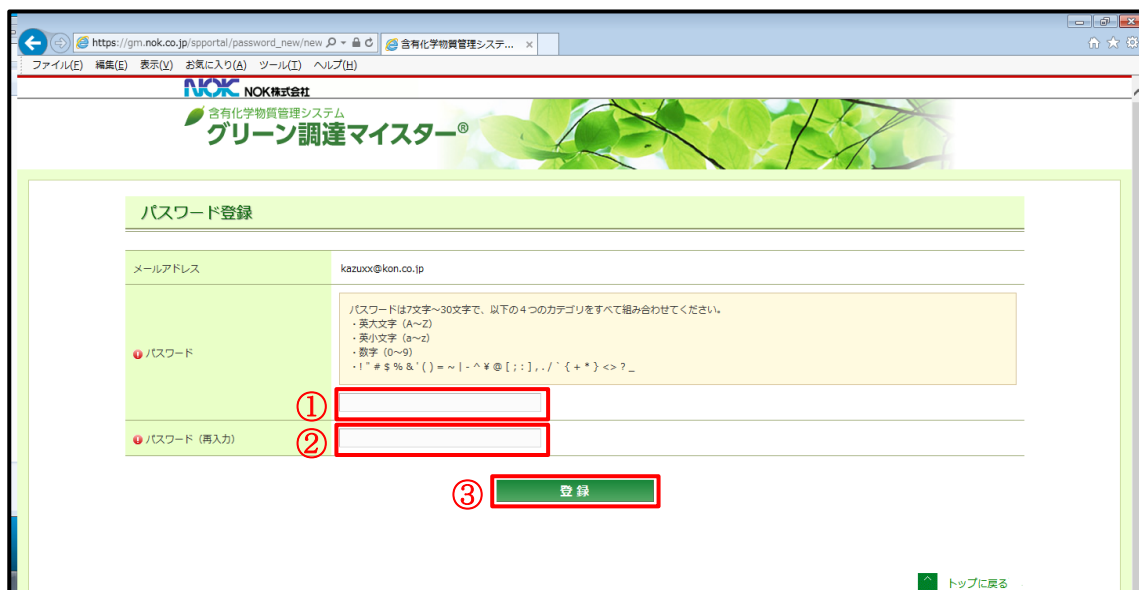 https://gm.nok.co.jp/spportal/password_new/new
含有化学物質管理システ... ×
ファイル(F) 編集(E) 表示(V) お気に入り(A) ツール(T) ヘルプ(H)
NOK NOK株式会社
含有化学物質管理システム
グリーン調達マイスター®
パスワード登録
メールアドレス
kazuxx@kon.co.jp
パスワードは7文字～30文字で、以下の４つのカテゴリをすべて組み合わせてください。
・英大文字（A～Z）
・英小文字（a～z）
・数字（0～9）
・! " # $ % & ' ( ) = ~ | - ^ ¥ @ [ ; : ] , . / ` { + * } < > ? _
パスワード
①
パスワード（再入力）
②
③
登録
トップに戻る